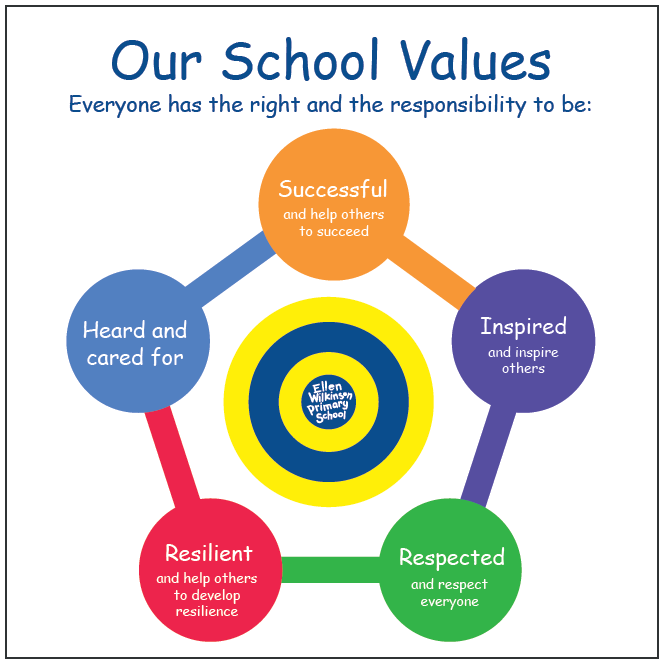 Our School Values
Everyone has the right and the responsibility to be:
Successful
and help others
to succeed
Inspired
and inspire
others
Respected
and respect
everyone
Resilient
and help others
to develop
resilience
Heard and
cared for
Ellen
Wilkinson
Primary
School